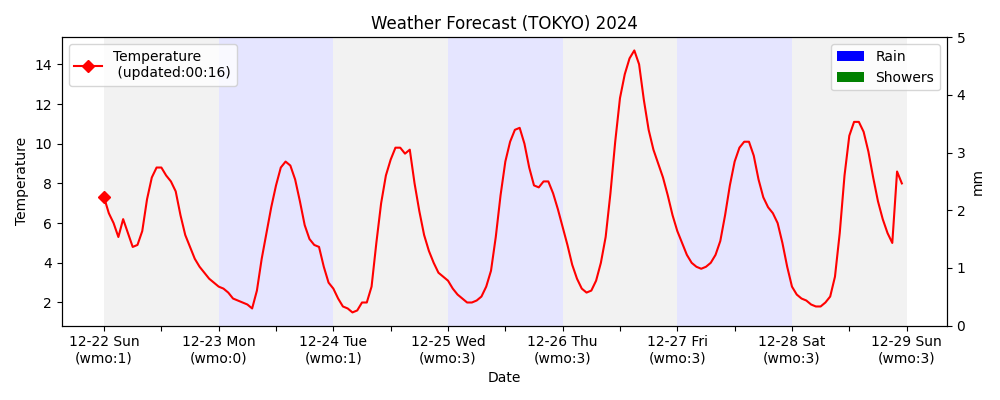 Weather Forecast (TOKYO) 2024
Temperature
(updated:00:16)
Rain
Showers
14
12
10
8
6
4
2
Temperature
5
4
3
2
1
0
mm
12-22 Sun 12-23 Mon 12-24 Tue 12-25 Wed 12-26 Thu 12-27 Fri 12-28 Sat 12-29 Sun
(wmo:1) (wmo:0) (wmo:1) (wmo:3) (wmo:3) (wmo:3) (wmo:3) (wmo:3)
Date